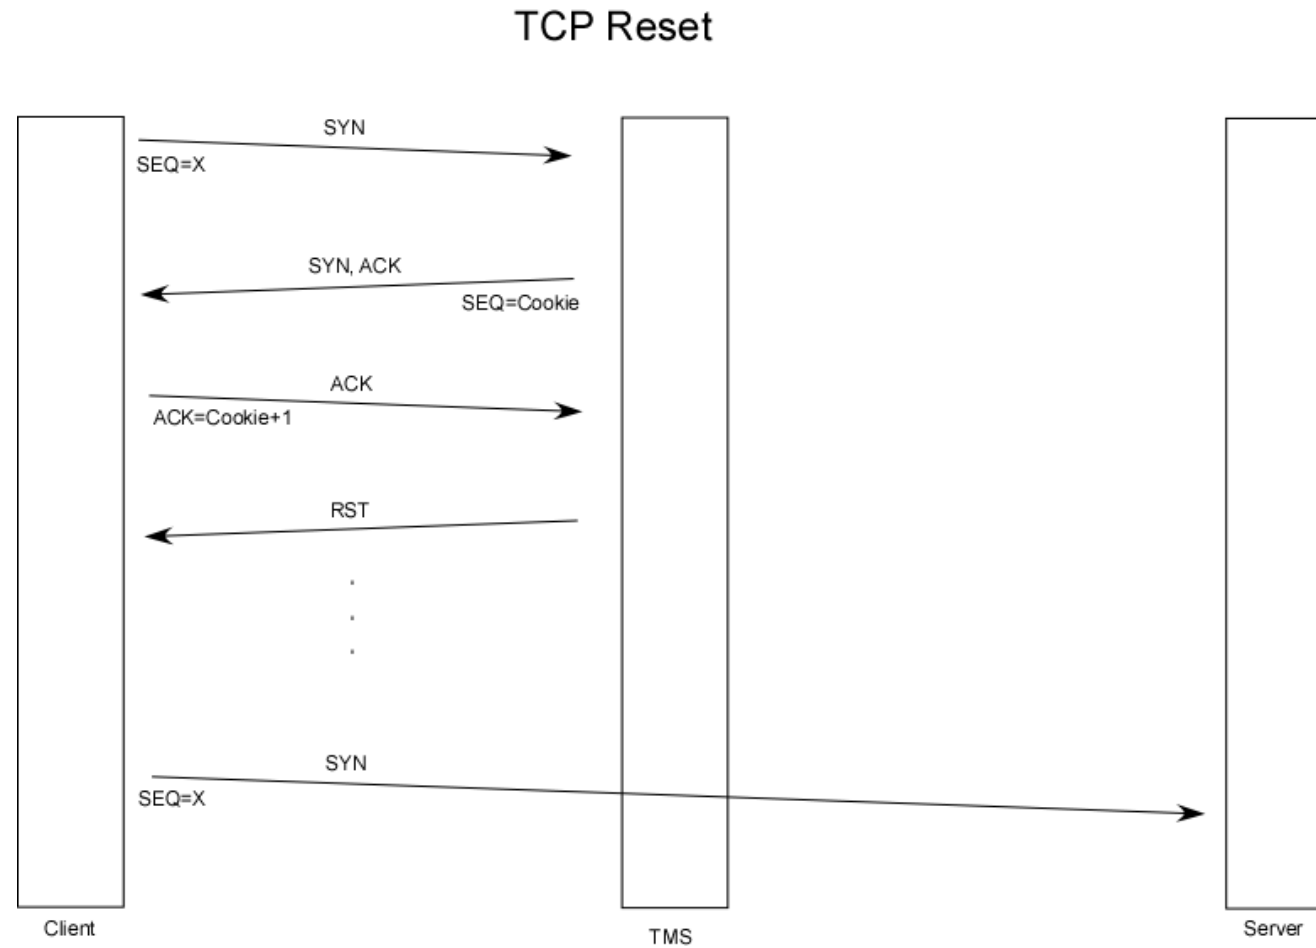 TCP Reset
SYN
SEQ=X
SYN, ACK
SEQ=Cookie
ACK
ACK=Cookie+1
RST
SYN
SEQ=X
Client
TMS
Server